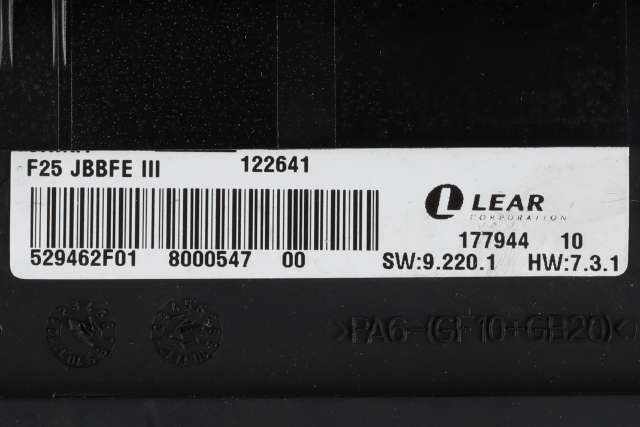 F25 JBBFE III 122641
LEAR
CORPORATION
177944 10
529462F01 8000547 00 SW:9.220.1 HW:7.3.1
>PA6-(GF10+GB20)<